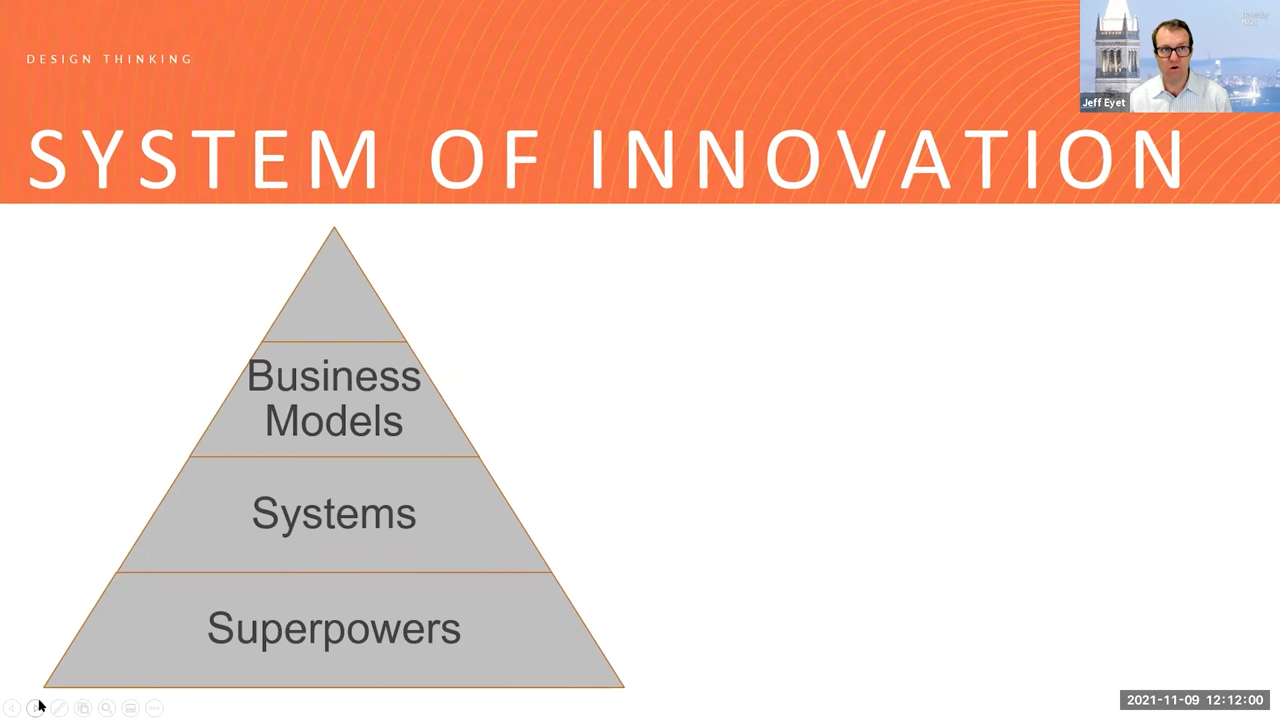 DESIGN THINKING
SYSTEM OF INNOVATION
Jeff Eyet
Business
Models
Systems
Superpowers
2021-11-09 12:12:00